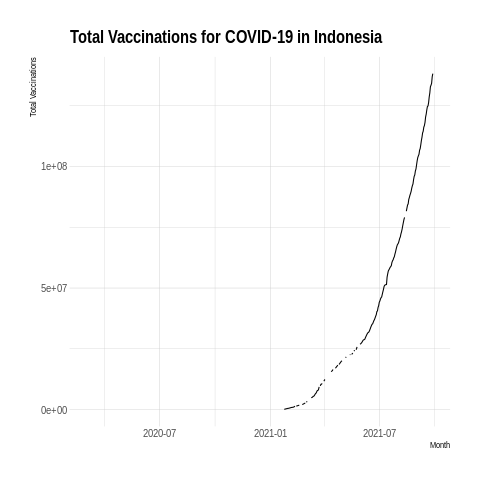 Total Vaccinations for COVID-19 in Indonesia
Total Vaccinations
1e+08
5e+07
0e+00
2020-07 2021-01 2021-07
Month